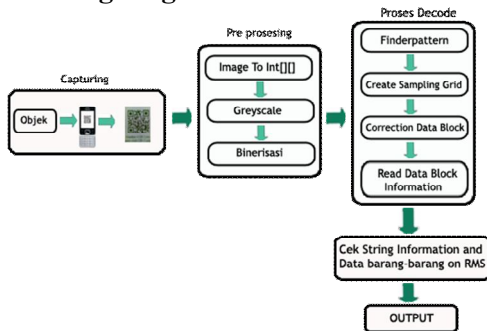 Capturing
Objek
Pre prosesing
Image To Int[][]
Greyscale
Binerisasi
Proses Decode
Finderpattern
Create Sampling Grid
Correction Data Block
Read Data Block
Information
Cek String Information and
Data barang-barang on RMS
OUTPUT